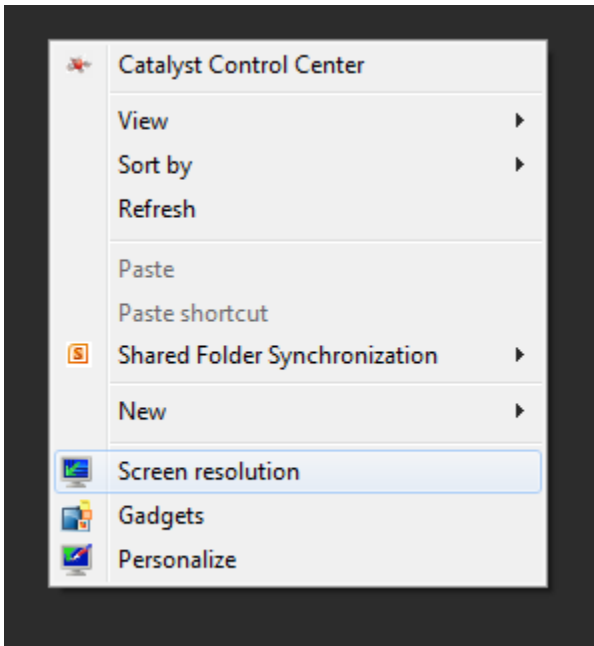 Catalyst Control Center
View
Sort by
Refresh
Paste
Paste shortcut
Shared Folder Synchronization
New
Screen resolution
Gadgets
Personalize